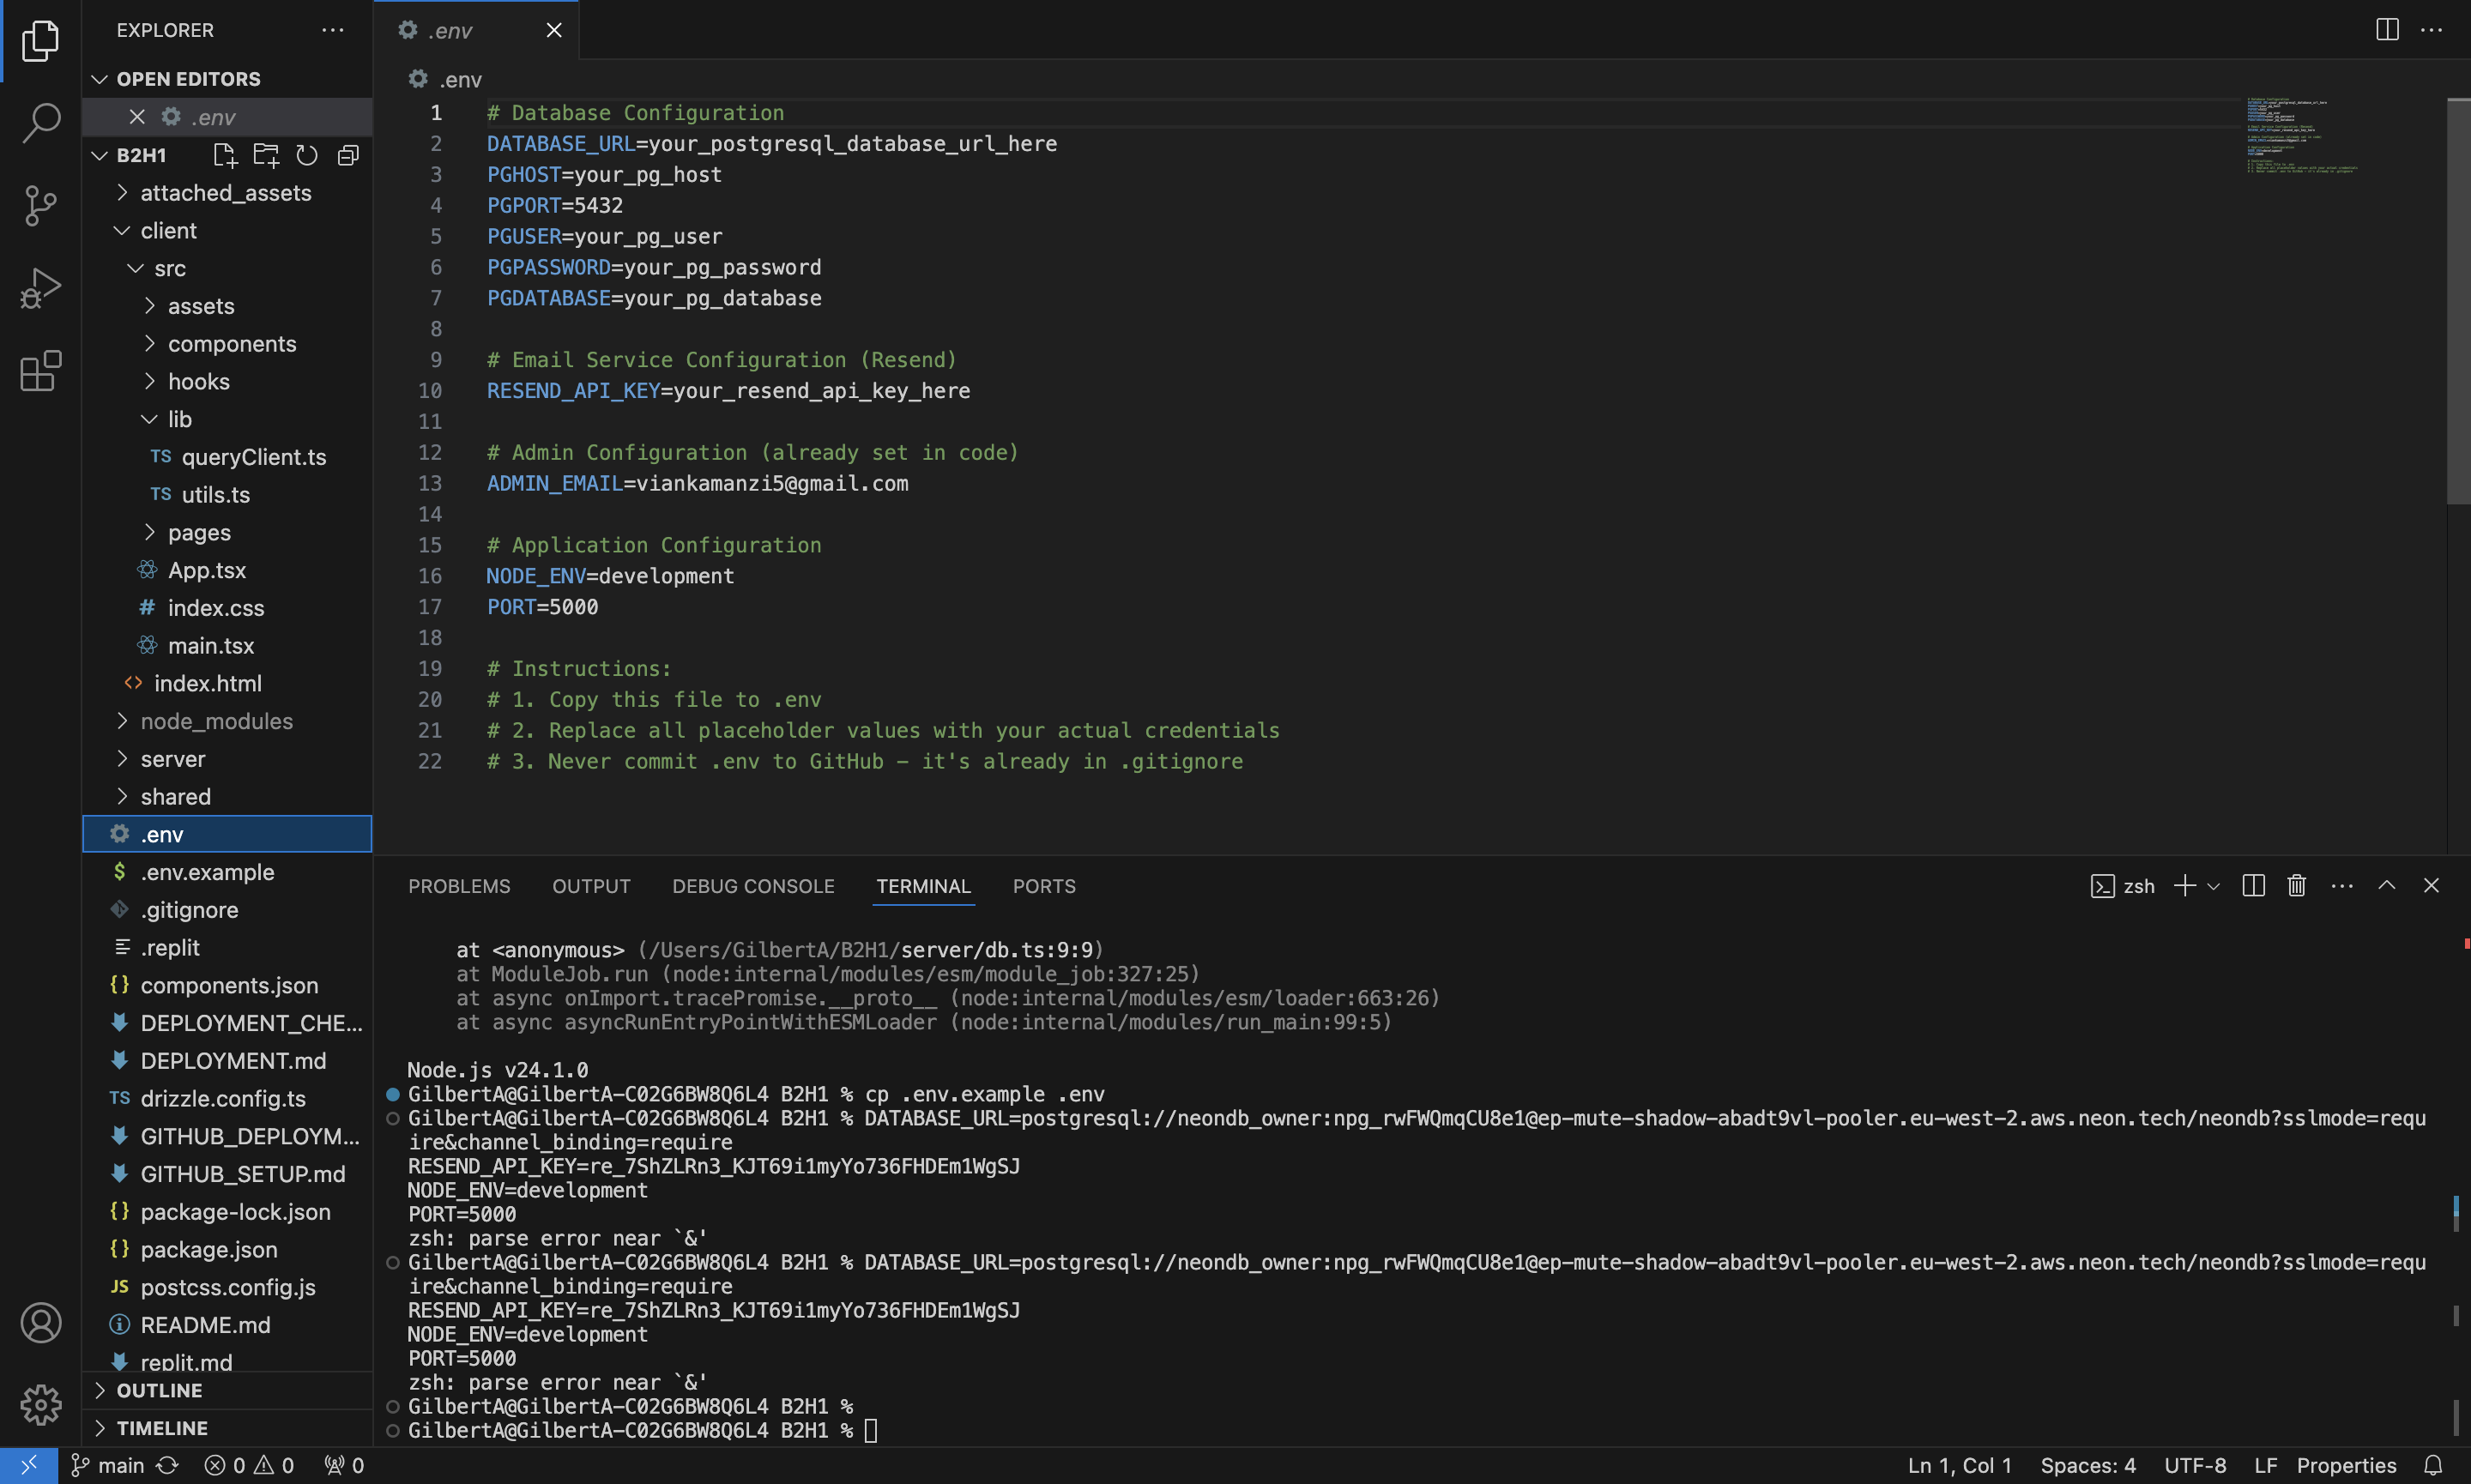 EXPLORER
OPEN EDITORS
.env
B2H1
attached_assets
client
src
assets
components
hooks
lib
TS queryClient.ts
TS utils.ts
pages
App.tsx
# index.css
main.tsx
<> index.html
node_modules
server
shared
.env
$ .env.example
.gitignore
.replit
{} components.json
DEPLOYMENT_CHE...
DEPLOYMENT.md
TS drizzle.config.ts
GITHUB_DEPLOYM...
GITHUB_SETUP.md
{} package-lock.json
{} package.json
JS postcss.config.js
README.md
replit.md
OUTLINE
TIMELINE
.env
.env
1 # Database Configuration
2 DATABASE_URL=your_postgresql_database_url_here
3 PGHOST=your_pg_host
4 PGPORT=5432
5 PGUSER=your_pg_user
6 PGPASSWORD=your_pg_password
7 PGDATABASE=your_pg_database
8
9 # Email Service Configuration (Resend)
10 RESEND_API_KEY=your_resend_api_key_here
11
12 # Admin Configuration (already set in code)
13 ADMIN_EMAIL=viankamanzi5@gmail.com
14
15 # Application Configuration
16 NODE_ENV=development
17 PORT=5000
18
19 # Instructions:
20 # 1. Copy this file to .env
21 # 2. Replace all placeholder values with your actual credentials
22 # 3. Never commit .env to GitHub - it's already in .gitignore
PROBLEMS OUTPUT DEBUG CONSOLE TERMINAL PORTS zsh
at <anonymous> (/Users/GilbertA/B2H1/server/db.ts:9:9)
at ModuleJob.run (node:internal/modules/esm/module_job:327:25)
at async onImport.tracePromise.__proto__ (node:internal/modules/esm/loader:663:26)
at async asyncRunEntryPointWithESMLoader (node:internal/modules/run_main:99:5)
Node.js v24.1.0
GilbertA@GilbertA-C02G6BW8Q6L4 B2H1 % cp .env.example .env
GilbertA@GilbertA-C02G6BW8Q6L4 B2H1 % DATABASE_URL=postgresql://neondb_owner:npg_rwFWQmqCU8e1@ep-mute-shadow-abadt9vl-pooler.eu-west-2.aws.neon.tech/neondb?sslmode=requ
ire&channel_binding=require
RESEND_API_KEY=re_7ShZLRn3_KJT69i1myYo736FHDEm1WgSJ
NODE_ENV=development
PORT=5000
zsh: parse error near `&'
GilbertA@GilbertA-C02G6BW8Q6L4 B2H1 % DATABASE_URL=postgresql://neondb_owner:npg_rwFWQmqCU8e1@ep-mute-shadow-abadt9vl-pooler.eu-west-2.aws.neon.tech/neondb?sslmode=requ
ire&channel_binding=require
RESEND_API_KEY=re_7ShZLRn3_KJT69i1myYo736FHDEm1WgSJ
NODE_ENV=development
PORT=5000
zsh: parse error near `&'
GilbertA@GilbertA-C02G6BW8Q6L4 B2H1 %
GilbertA@GilbertA-C02G6BW8Q6L4 B2H1 %
main 0 0 0 Ln 1, Col 1 Spaces: 4 UTF-8 LF Properties